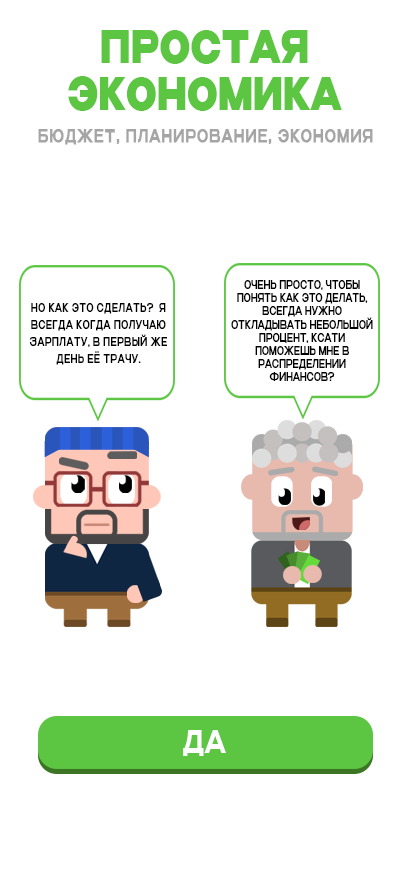 ПРОСТАЯ
ЭКОНОМИКА
БЮДЖЕТ, ПЛАНИРОВАНИЕ, ЭКОНОМИЯ
НО КАК ЭТО СДЕЛАТЬ? Я
ВСЕГДА КОГДА ПОЛУЧАЮ
ЗАРПЛАТУ, В ПЕРВЫЙ ЖЕ
ДЕНЬ ЕЁ ТРАЧУ.
ОЧЕНЬ ПРОСТО, ЧТОБЫ
ПОНЯТЬ КАК ЭТО ДЕЛАТЬ,
ВСЕГДА НУЖНО
ОТКЛАДЫВАТЬ НЕБОЛЬШОЙ
ПРОЦЕНТ, КСАТИ
ПОМОЖЕШЬ МНЕ В
РАСПРЕДЕЛЕНИИ
ФИНАНСОВ?
ДА